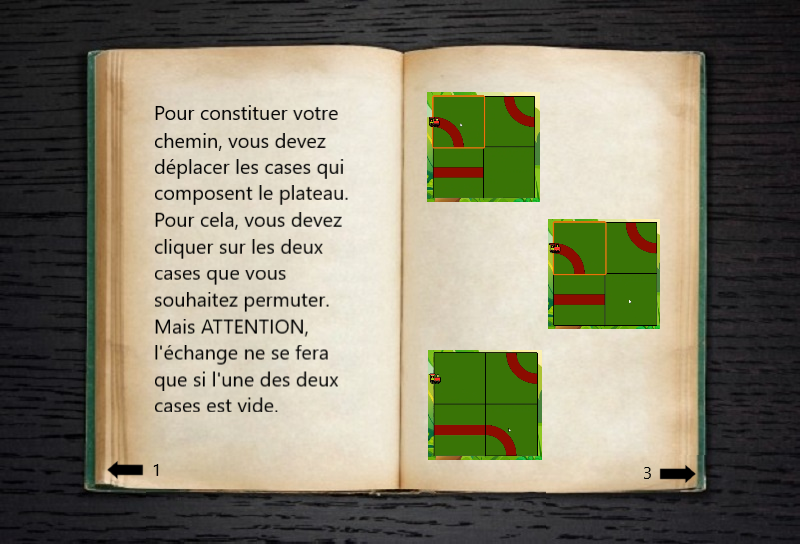 Pour constituer votre
chemin, vous devez
déplacer les cases qui
composent le plateau.
Pour cela, vous devez
cliquer sur les deux
cases que vous
souhaitez permuter.
Mais ATTENTION,
l'échange ne se fera
que si l'une des deux
cases est vide.
1
3